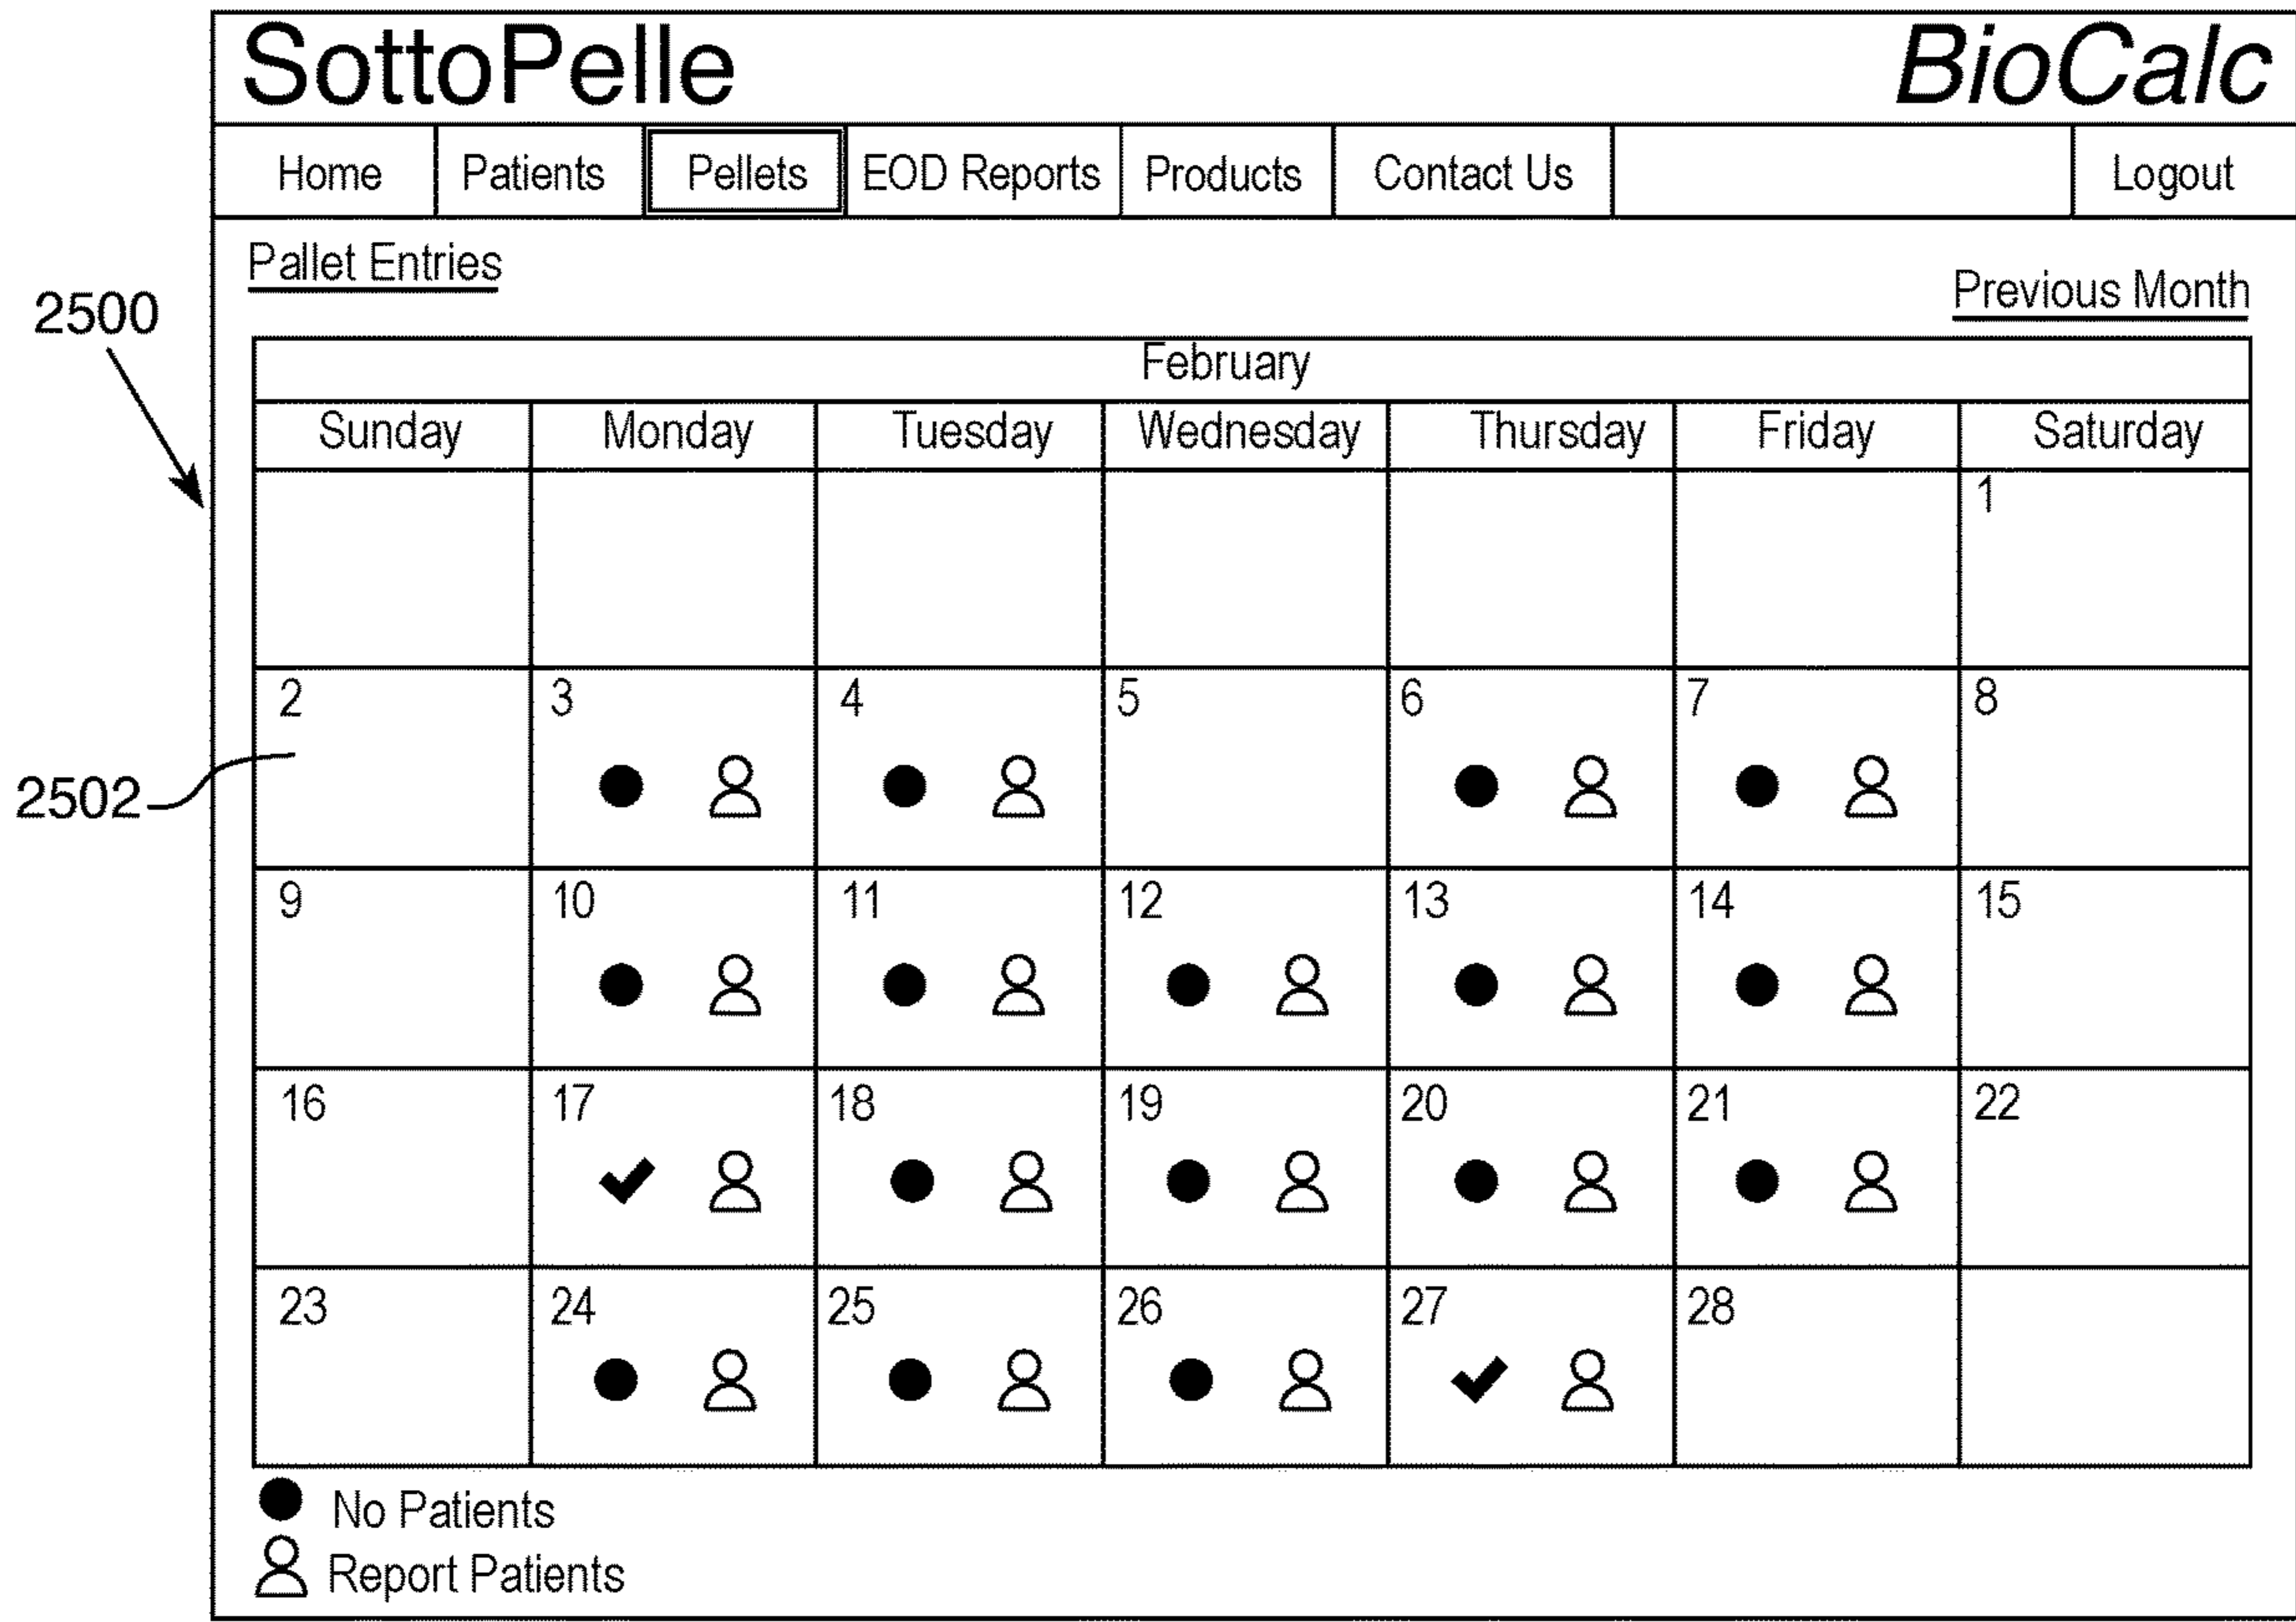 SottoPelle BioCalc
Home Patients Pellets EOD Reports Products Contact Us Logout
Pallet Entries
Previous Month
2500
February
Sunday Monday Tuesday Wednesday Thursday Friday Saturday
1
2 3 4 5 6 7 8
2502
9 10 11 12 13 14 15
16 17 18 19 20 21 22
23 24 25 26 27 28
No Patients
Report Patients